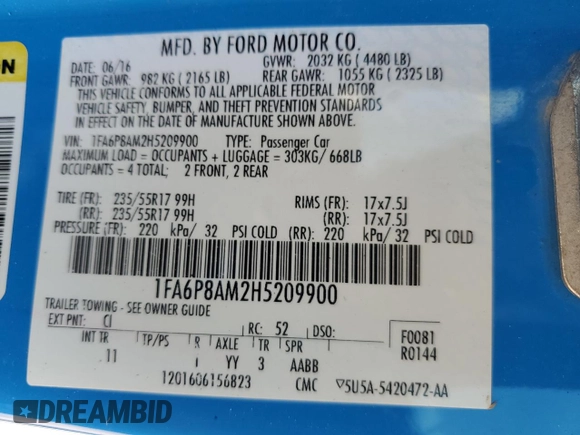 ON
MFD. BY FORD MOTOR CO.
DATE: 06/16 GVWR: 2032 KG ( 4480 LB)
FRONT GAWR: 982 KG ( 2165 LB) REAR GAWR: 1055 KG ( 2325 LB)
THIS VEHICLE CONFORMS TO ALL APPLICABLE FEDERAL MOTOR
VEHICLE SAFETY, BUMPER, AND THEFT PREVENTION STANDARDS
IN EFFECT ON THE DATE OF MANUFACTURE SHOWN ABOVE.
VIN: 1FA6P8AM2H5209900 TYPE: Passenger Car
MAXIMUM LOAD = OCCUPANTS + LUGGAGE = 303KG/ 668LB
OCCUPANTS = 4 TOTAL; 2 FRONT, 2 REAR
TIRE (FR): 235/55R17 99H RIMS (FR): 17x7.5J
(RR): 235/55R17 99H (RR): 17x7.5J
PRESSURE (FR): 220 kPa/ 32 PSI COLD (RR): 220 kPa/ 32 PSI COLD
1FA6P8AM2H5209900
TRAILER TOWING - SEE OWNER GUIDE
EXT PNT: CI RC: 52 DSO: F0081
INT TR TP/PS R AXLE TR SPR R0144
11 I YY 3 AABB
1201606156823 CMC 5U5A-5420472-AA
AUTOBIDCAR
DREAMBID